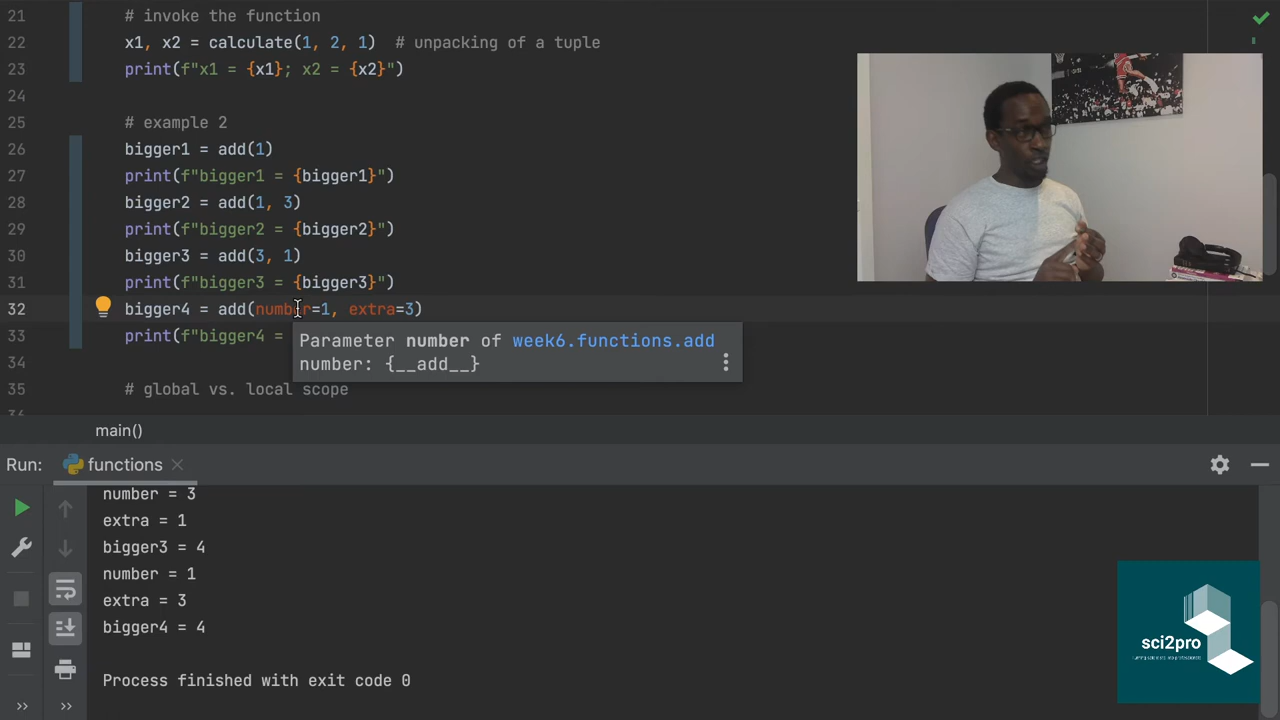 21 # invoke the function
22 x1, x2 = calculate(1, 2, 1)  # unpacking of a tuple
23 print(f"x1 = {x1}; x2 = {x2}")
24
25 # example 2
26 bigger1 = add(1)
27 print(f"bigger1 = {bigger1}")
28 bigger2 = add(1, 3)
29 print(f"bigger2 = {bigger2}")
30 bigger3 = add(3, 1)
31 print(f"bigger3 = {bigger3}")
32 bigger4 = add(number=1, extra=3)
33 print(f"bigger4 =
Parameter number of week6.functions.add
number: {__add__}
34
35 # global vs. local scope
main()
Run: functions
number = 3
extra = 1
bigger3 = 4
number = 1
extra = 3
bigger4 = 4
Process finished with exit code 0
sci2pro